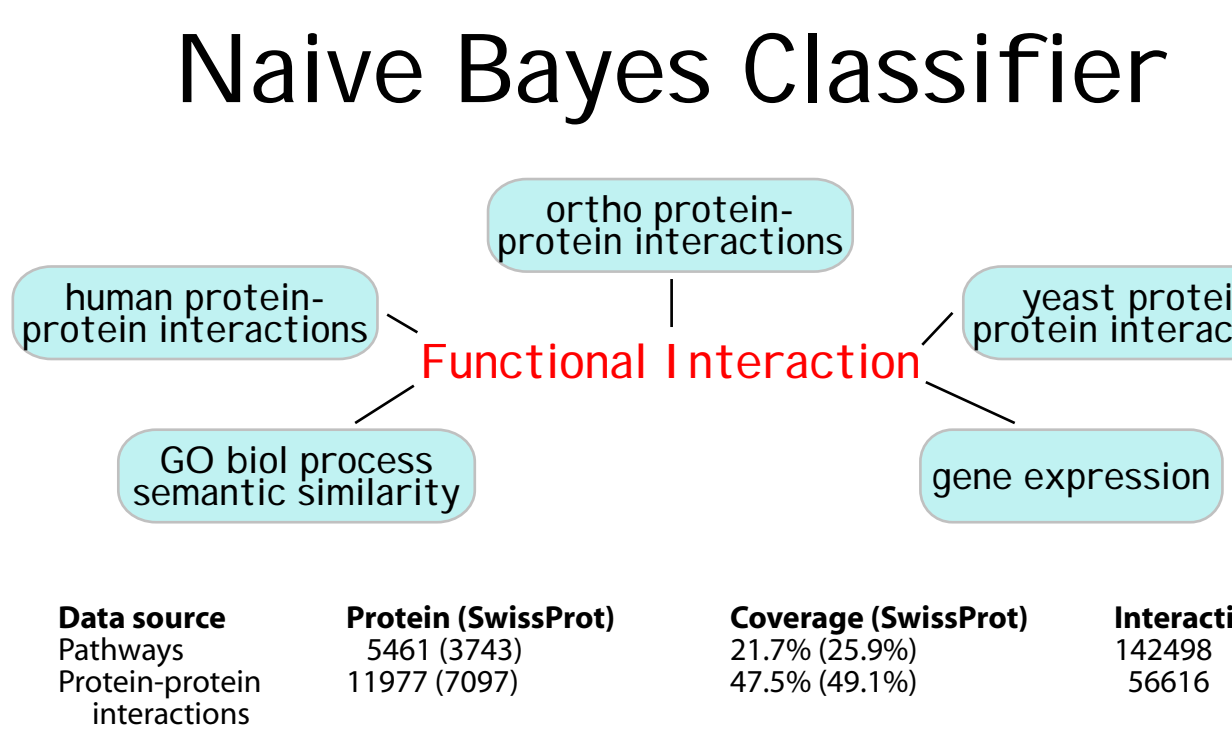 Naive Bayes Classifier
ortho protein-
protein interactions
human protein-
protein interactions
yeast
protein
Functional Interaction
GO biol process
semantic similarity
gene expression
Data source Protein (SwissProt) Coverage (SwissProt)
Pathways 5461 (3743) 21.7% (25.9%) 142498
Protein-protein 11977 (7097) 47.5% (49.1%) 56616
interactions